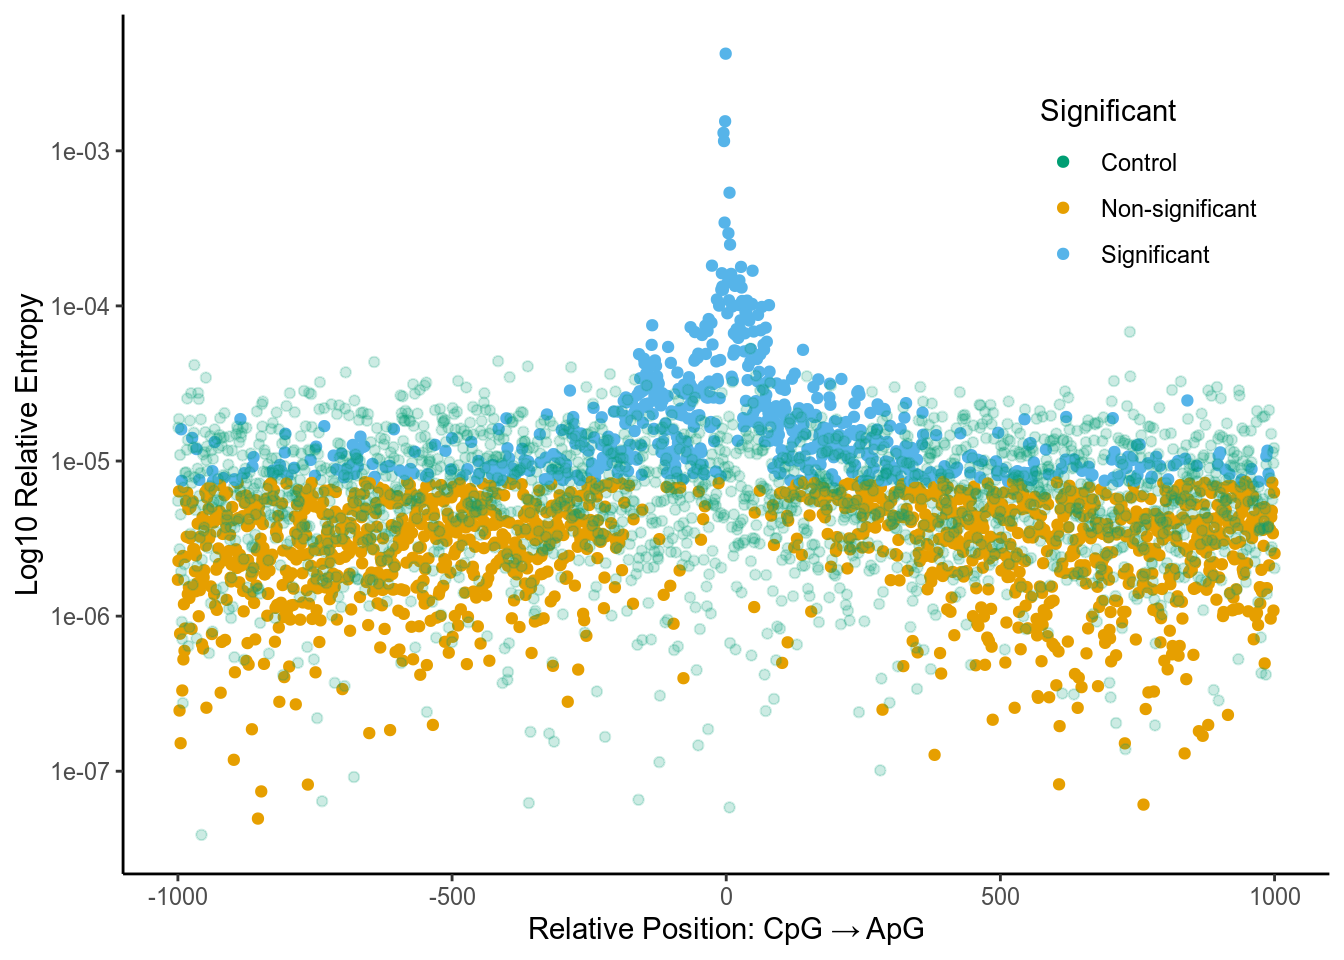 Significant
Control
Non-significant
Significant
Log10 Relative Entropy
1e-03
1e-04
1e-05
1e-06
1e-07
-1000
-500
0
500
1000
Relative Position: CpG → ApG